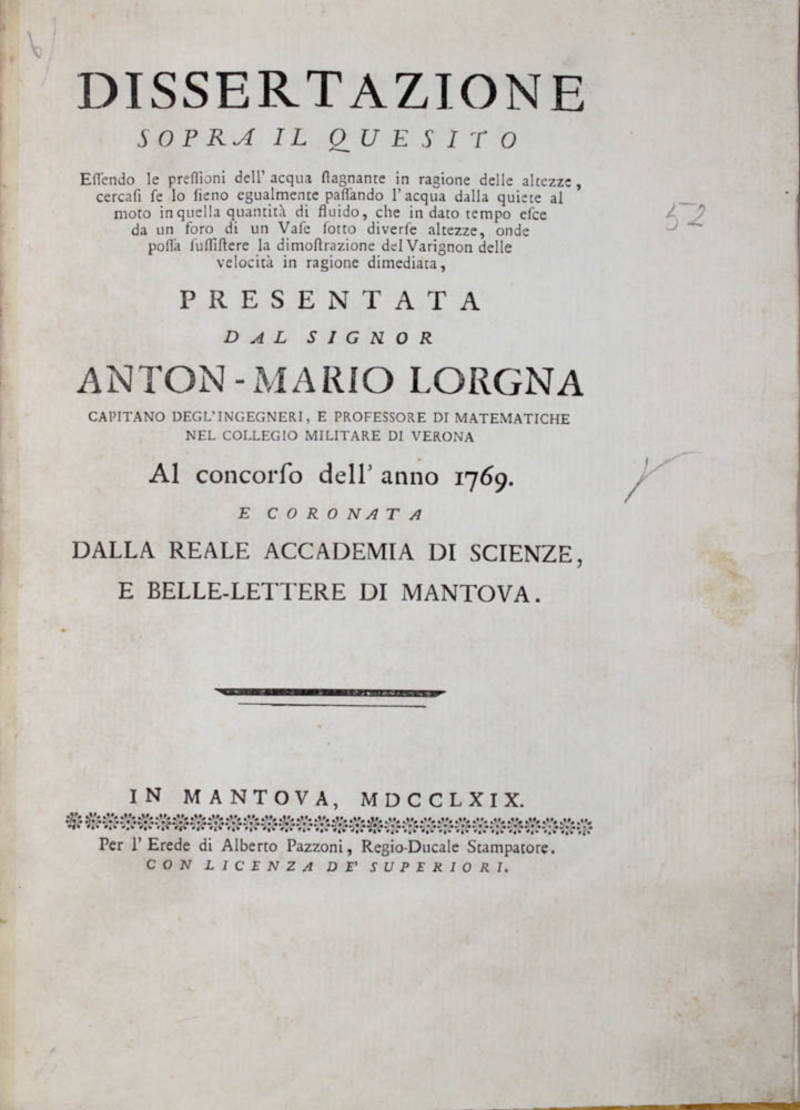 DISSERTAZIONE
SOPRA IL QUESITO
Eſſendo le preſſioni dell' acqua ſtagnante in ragione delle altezze,
cercaſi ſe lo ſieno egualmente paſſando l' acqua dalla quiete al
moto in quella quantità di fluido, che in dato tempo eſce
da un foro di un Vaſe ſotto diverſe altezze, onde
poſſa ſuſſiſtere la dimoſtrazione del Varignon delle
velocità in ragione dimediata,
PRESENTATA
DAL SIGNOR
ANTON-MARIO LORGNA
CAPITANO DEGL'INGEGNERI, E PROFESSORE DI MATEMATICHE
NEL COLLEGIO MILITARE DI VERONA
Al concorſo dell' anno 1769.
E CORONATA
DALLA REALE ACCADEMIA DI SCIENZE,
E BELLE-LETTERE DI MANTOVA.
IN MANTOVA, MDCCLXIX.
Per l' Erede di Alberto Pazzoni, Regio-Ducale Stampatore.
CON LICENZA DE' SUPERIORI.
52